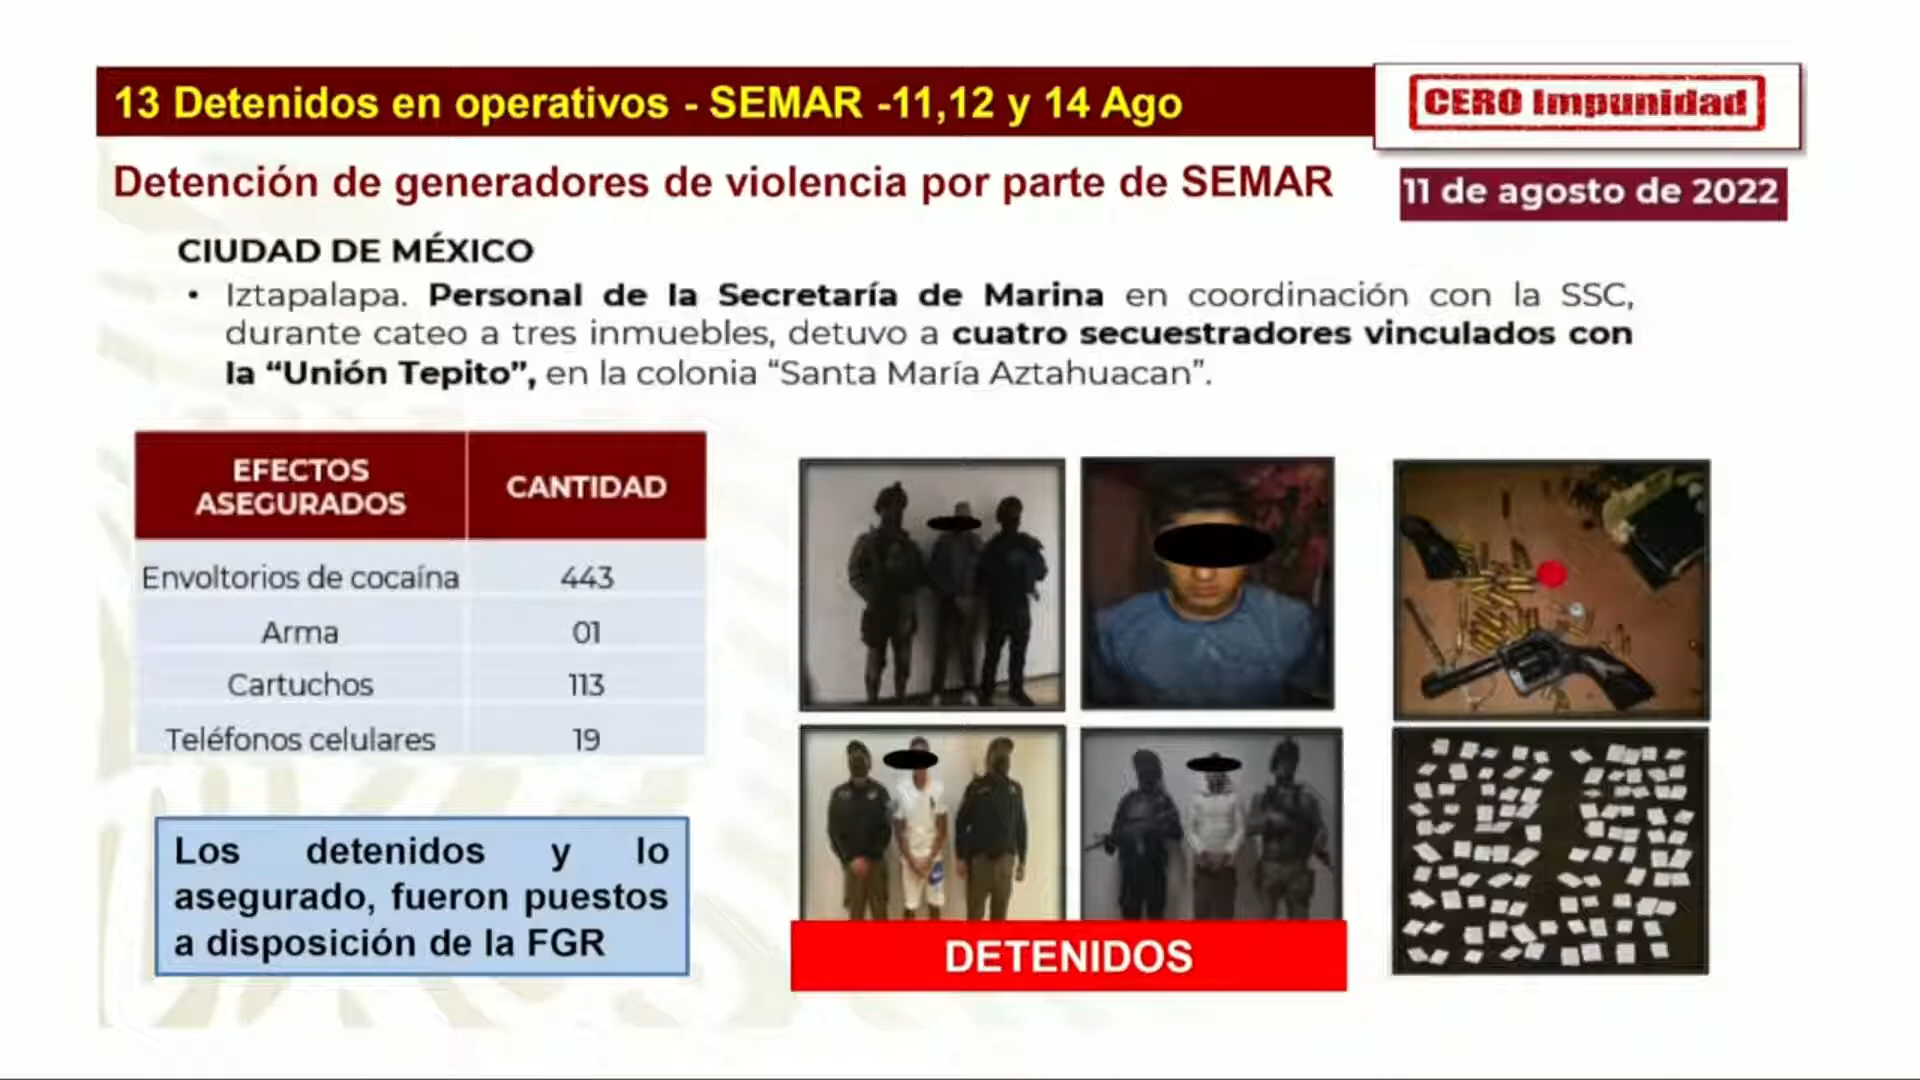 13 Detenidos en operativos - SEMAR -11,12 y 14 Ago
CERO Impunidad
Detención de generadores de violencia por parte de SEMAR
11 de agosto de 2022
CIUDAD DE MÉXICO
• Iztapalapa. Personal de la Secretaría de Marina en coordinación con la SSC,
durante cateo a tres inmuebles, detuvo a cuatro secuestradores vinculados con
la “Unión Tepito”, en la colonia “Santa María Aztahuacan”.
EFECTOS
ASEGURADOS
CANTIDAD
Envoltorios de cocaína 443
Arma 01
Cartuchos 113
Teléfonos celulares 19
Los detenidos y lo
asegurado, fueron puestos
a disposición de la FGR
DETENIDOS